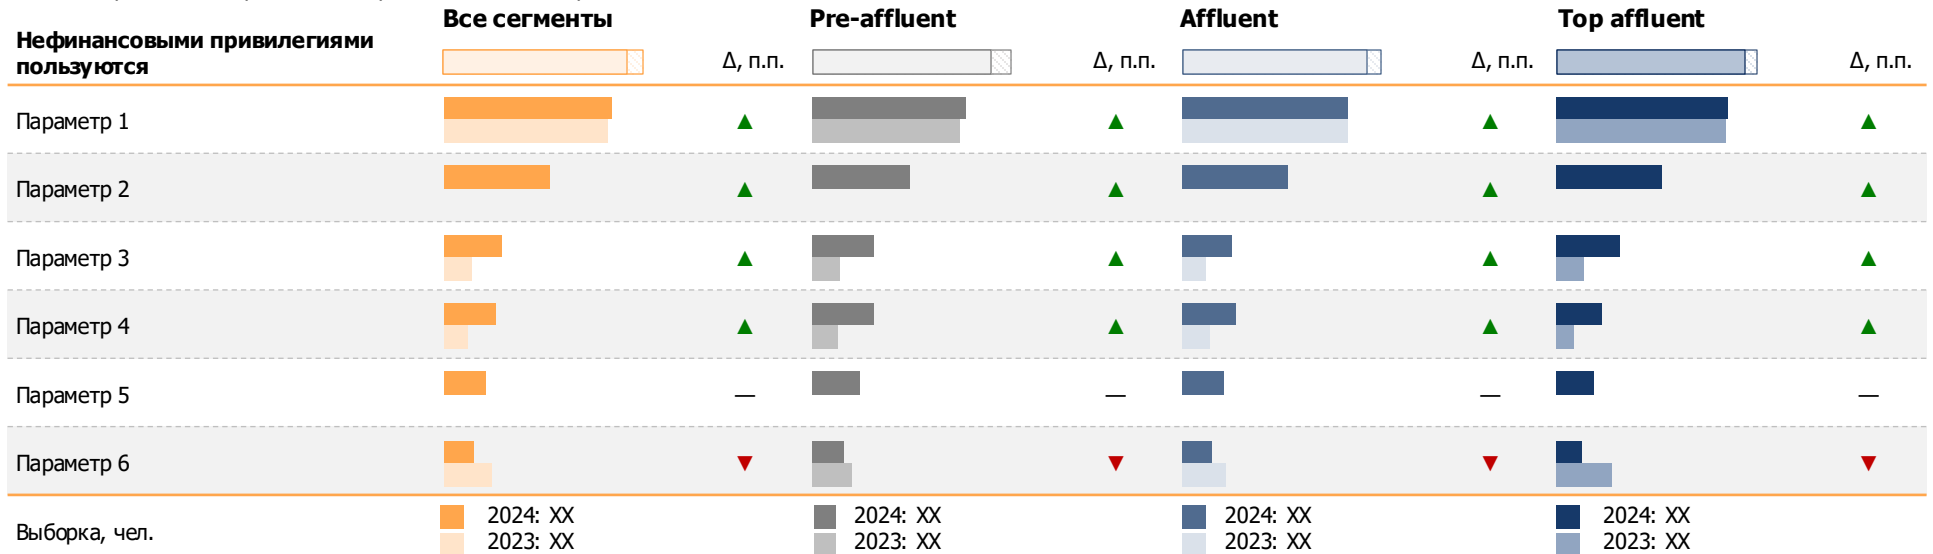 Все сегменты Pre-affluent Affluent Top affluent
Нефинансовыми привилегиями
пользуются
Δ, п.п. Δ, п.п. Δ, п.п. Δ, п.п.
Параметр 1 ▲ ▲ ▲ ▲
Параметр 2 ▲ ▲ ▲ ▲
Параметр 3 ▲ ▲ ▲ ▲
Параметр 4 ▲ ▲ ▲ ▲
Параметр 5 — — — —
Параметр 6 ▼ ▼ ▼ ▼
Выборка, чел.
2024: XX 2024: XX 2024: XX 2024: XX
2023: XX 2023: XX 2023: XX 2023: XX